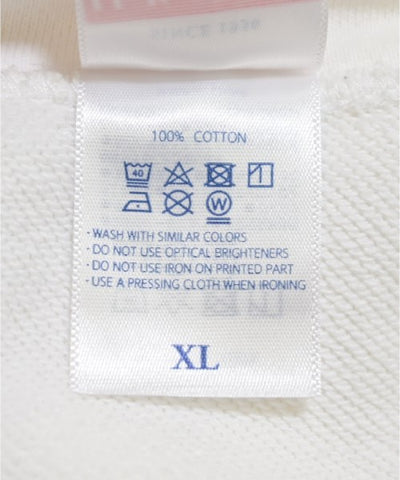 SINCE 1936
100% COTTON
40
W
· WASH WITH SIMILAR COLORS
· DO NOT USE OPTICAL BRIGHTENERS
· DO NOT USE IRON ON PRINTED PART
· USE A PRESSING CLOTH WHEN IRONING
XL